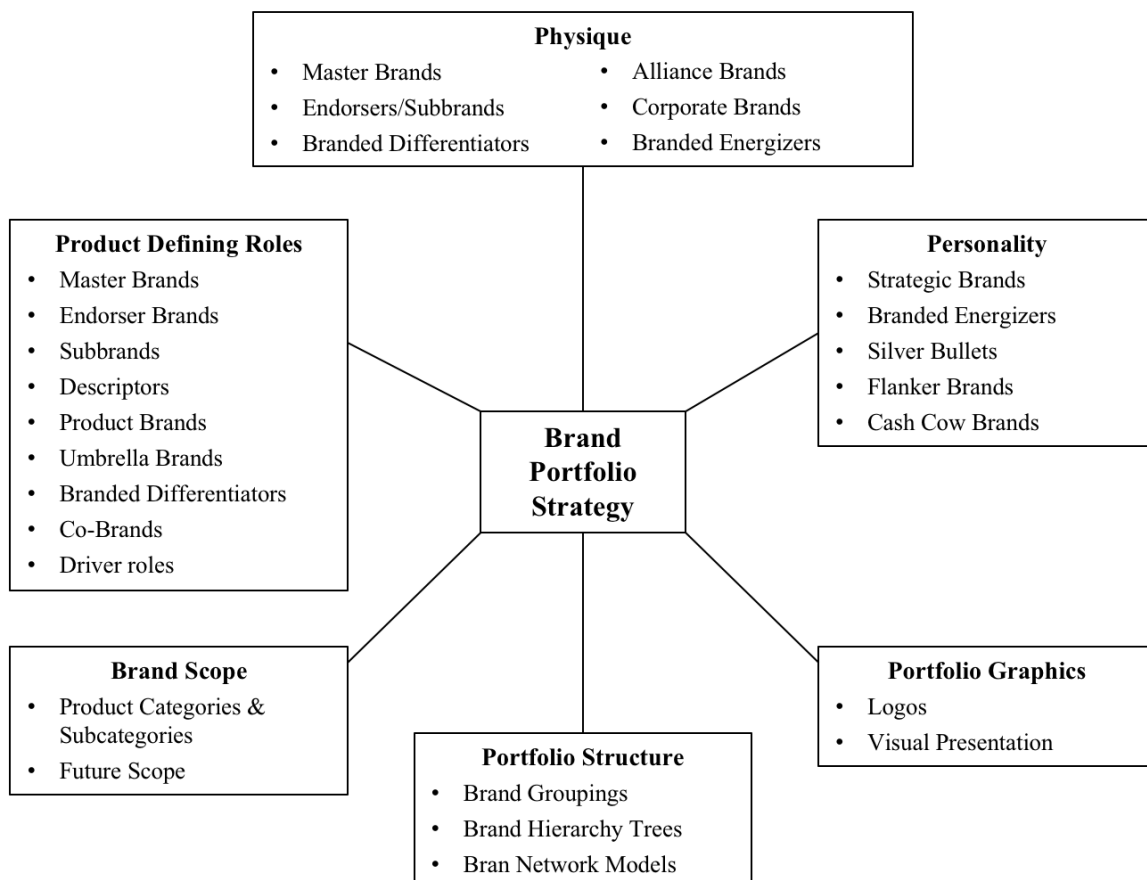 Physique
• Master Brands
• Endorsers/Subbrands
• Branded Differentiators
• Alliance Brands
• Corporate Brands
• Branded Energizers
Product Defining Roles
• Master Brands
• Endorser Brands
• Subbrands
• Descriptors
• Product Brands
• Umbrella Brands
• Branded Differentiators
• Co-Brands
• Driver roles
Personality
• Strategic Brands
• Branded Energizers
• Silver Bullets
• Flanker Brands
• Cash Cow Brands
Brand
Portfolio
Strategy
Brand Scope
• Product Categories &
Subcategories
• Future Scope
Portfolio Structure
• Brand Groupings
• Brand Hierarchy Trees
• Bran Network Models
Portfolio Graphics
• Logos
• Visual Presentation